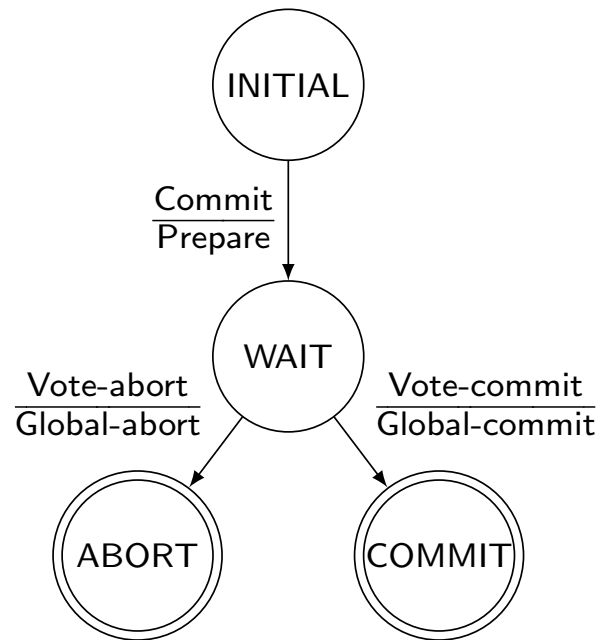 INITIAL
Commit
Prepare
WAIT
Vote-abort
Global-abort
Vote-commit
Global-commit
ABORT
COMMIT